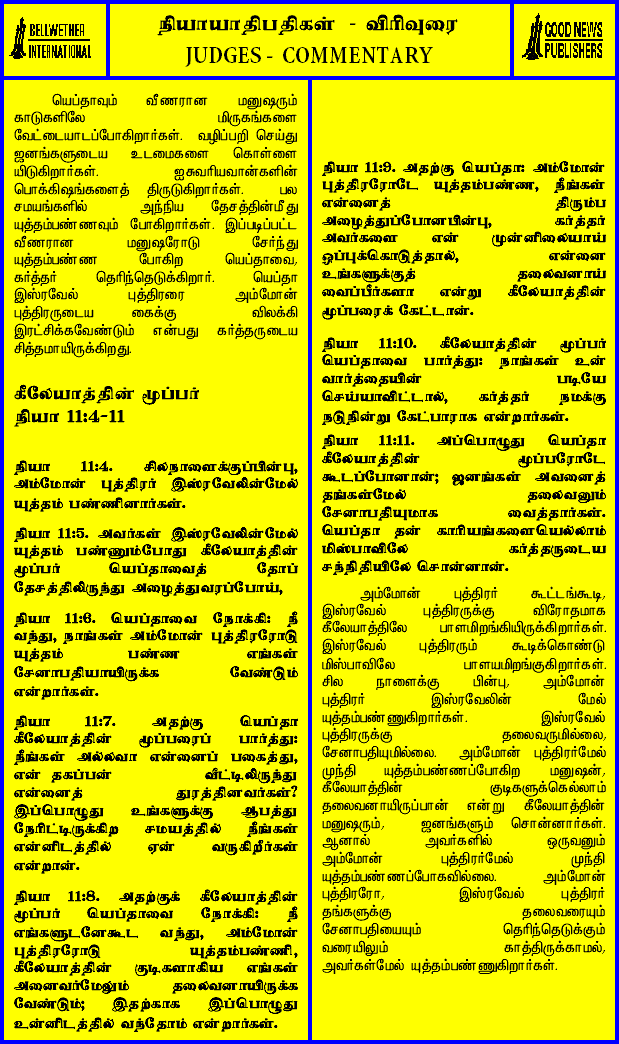 BELLWETHER
INTERNATIONAL
நியாயாதிபதிகள் - விரிவுரை
JUDGES - COMMENTARY
GOOD NEWS
PUBLISHERS
யெப்தாவும் வீணரான மனுஷரும்
காடுகளிலே மிருகங்களை
வேட்டையாடப்போகிறார்கள். வழிப்பறி செய்து
ஜனங்களுடைய உடமைகளை கொள்ளை
யிடுகிறார்கள். ஐசுவரியவான்களின்
பொக்கிஷங்களைத் திருடுகிறார்கள். பல
சமயங்களில் அந்நிய தேசத்தின்மீது
யுத்தம்பண்ணவும் போகிறார்கள். இப்படிப்பட்ட
வீணரான மனுஷரோடு சேர்ந்து
யுத்தம்பண்ண போகிற யெப்தாவை,
கர்த்தர் தெரிந்தெடுக்கிறார். யெப்தா
இஸ்ரவேல் புத்திரரை அம்மோன்
புத்திரருடைய கைக்கு விலக்கி
இரட்சிக்கவேண்டும் என்பது கர்த்தருடைய
சித்தமாயிருக்கிறது.
கீலேயாத்தின் மூப்பர்
நியா 11:4-11
நியா 11:4. சிலநாளைக்குப்பின்பு,
அம்மோன் புத்திரர் இஸ்ரவேலின்மேல்
யுத்தம் பண்ணினார்கள்.
நியா 11:5. அவர்கள் இஸ்ரவேலின்மேல்
யுத்தம் பண்ணும்போது கீலேயாத்தின்
மூப்பர் யெப்தாவைத் தோப்
தேசத்திலிருந்து அழைத்துவரப்போய்,
நியா 11:6. யெப்தாவை நோக்கி: நீ
வந்து, நாங்கள் அம்மோன் புத்திரரோடு
யுத்தம் பண்ண எங்கள்
சேனாபதியாயிருக்க வேண்டும்
என்றார்கள்.
நியா 11:7. அதற்கு யெப்தா
கீலேயாத்தின் மூப்பரைப் பார்த்து:
நீங்கள் அல்லவா என்னைப் பகைத்து,
என் தகப்பன் வீட்டிலிருந்து
என்னைத் துரத்தினவர்கள்?
இப்பொழுது உங்களுக்கு ஆபத்து
நேரிட்டிருக்கிற சமயத்தில் நீங்கள்
என்னிடத்தில் ஏன் வருகிறீர்கள்
என்றான்.
நியா 11:8. அதற்குக் கீலேயாத்தின்
மூப்பர் யெப்தாவை நோக்கி: நீ
எங்களுடனேகூட வந்து, அம்மோன்
புத்திரரோடு யுத்தம்பண்ணி,
கீலேயாத்தின் குடிகளாகிய எங்கள்
அனைவர்மேலும் தலைவனாயிருக்க
வேண்டும்; இதற்காக இப்பொழுது
உன்னிடத்தில் வந்தோம் என்றார்கள்.
நியா 11:9. அதற்கு யெப்தா: அம்மோன்
புத்திரரோடே யுத்தம்பண்ண, நீங்கள்
என்னைத் திரும்ப
அழைத்துப்போனபின்பு, கர்த்தர்
அவர்களை என் முன்னிலையாய்
ஒப்புக்கொடுத்தால், என்னை
உங்களுக்குத் தலைவனாய்
வைப்பீர்களா என்று கீலேயாத்தின்
மூப்பரைக் கேட்டான்.
நியா 11:10. கீலேயாத்தின் மூப்பர்
யெப்தாவை பார்த்து: நாங்கள் உன்
வார்த்தையின் படியே
செய்யாவிட்டால், கர்த்தர் நமக்கு
நடுநின்று கேட்பாராக என்றார்கள்.
நியா 11:11. அப்பொழுது யெப்தா
கீலேயாத்தின் மூப்பரோடே
கூடப்போனான்; ஜனங்கள் அவனைத்
தங்கள்மேல் தலைவனும்
சேனாபதியுமாக வைத்தார்கள்.
யெப்தா தன் காரியங்களையெல்லாம்
மிஸ்பாவிலே கர்த்தருடைய
சந்நிதியிலே சொன்னான்.
அம்மோன் புத்திரர் கூட்டங்கூடி,
இஸ்ரவேல் புத்திரருக்கு விரோதமாக
கீலேயாத்திலே பாளமிறங்கியிருக்கிறார்கள்.
இஸ்ரவேல் புத்திரரும் கூடிக்கொண்டு
மிஸ்பாவிலே பாளயமிறங்குகிறார்கள்.
சில நாளைக்கு பின்பு, அம்மோன்
புத்திரர் இஸ்ரவேலின் மேல்
யுத்தம்பண்ணுகிறார்கள். இஸ்ரவேல்
புத்திரருக்கு தலைவருமில்லை,
சேனாபதியுமில்லை. அம்மோன் புத்திரர்மேல்
முந்தி யுத்தம்பண்ணப்போகிற மனுஷன்,
கீலேயாத்தின் குடிகளுக்கெல்லாம்
தலைவனாயிருப்பான் என்று கீலேயாத்தின்
மனுஷரும், ஜனங்களும் சொன்னார்கள்.
ஆனால் அவர்களில் ஒருவனும்
அம்மோன் புத்திரர்மேல் முந்தி
யுத்தம்பண்ணப்போகவில்லை. அம்மோன்
புத்திரரோ, இஸ்ரவேல் புத்திரர்
தங்களுக்கு தலைவரையும்
சேனாபதியையும் தெரிந்தெடுக்கும்
வரையிலும் காத்திருக்காமல்,
அவர்கள்மேல் யுத்தம்பண்ணுகிறார்கள்.